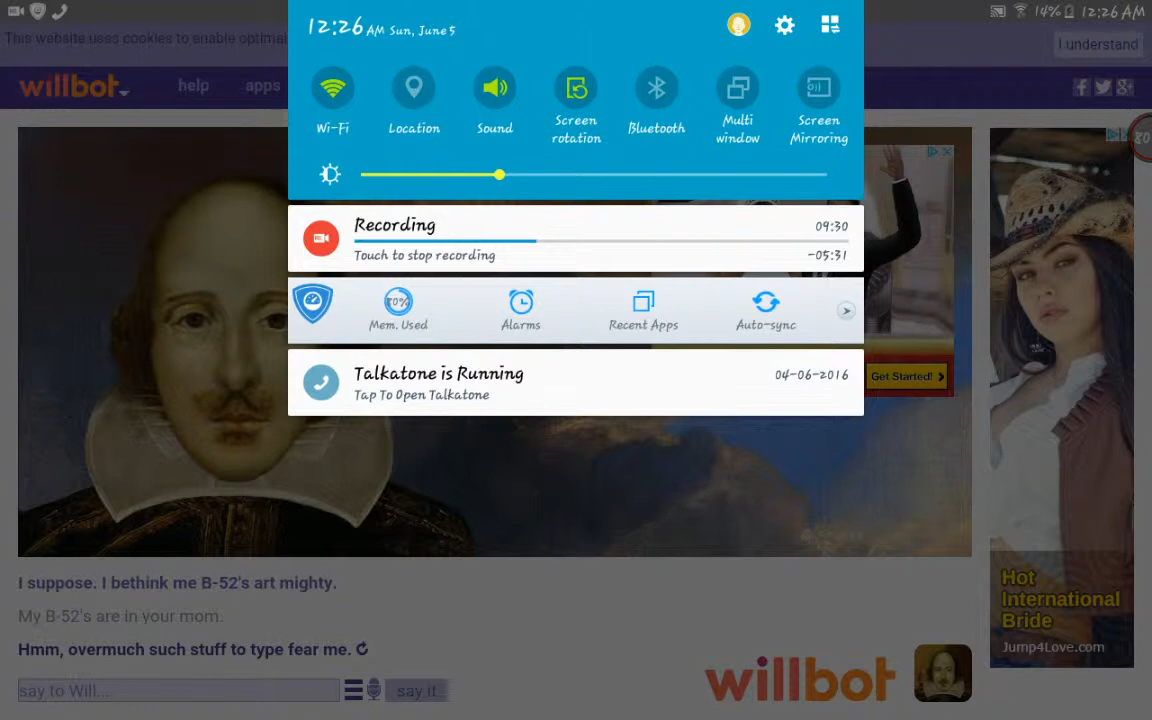 14% 12:26 AM
12:26 AM Sun, June 5
This website uses cookies to enable optimal
I understand
willbot
help apps
Wi-Fi
Location
Sound
Screen rotation
Bluetooth
Multi window
Screen Mirroring
Recording 09:30
Touch to stop recording -05:31
80%
Mem. Used Alarms Recent Apps Auto-sync
Talkatone is Running 04-06-2016
Tap To Open Talkatone
Get Started!
80
I suppose. I bethink me B-52's art mighty.
My B-52's are in your mom.
Hmm, overmuch such stuff to type fear me.
say to Will... say it
willbot
Hot
International
Bride
Jump4Love.com